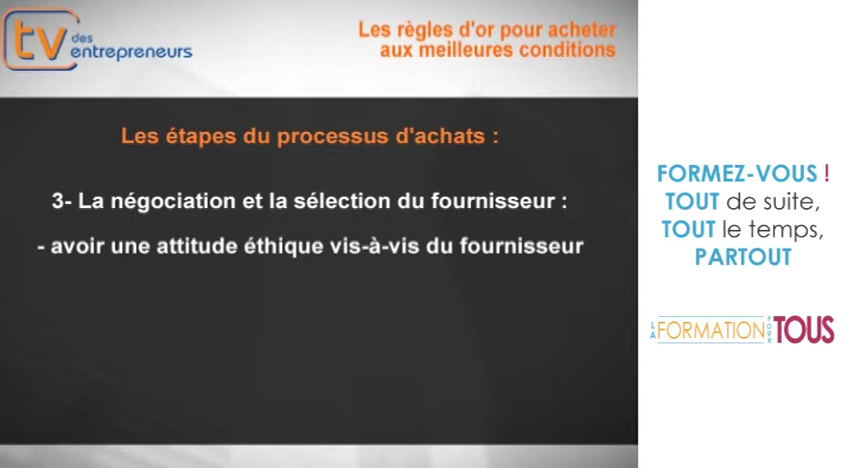 tv des
entrepreneurs
Les règles d'or pour acheter
aux meilleures conditions
Les étapes du processus d'achats :
3- La négociation et la sélection du fournisseur :
- avoir une attitude éthique vis-à-vis du fournisseur
FORMEZ-VOUS !
TOUT de suite,
TOUT le temps,
PARTOUT
LA FORMATION POUR TOUS